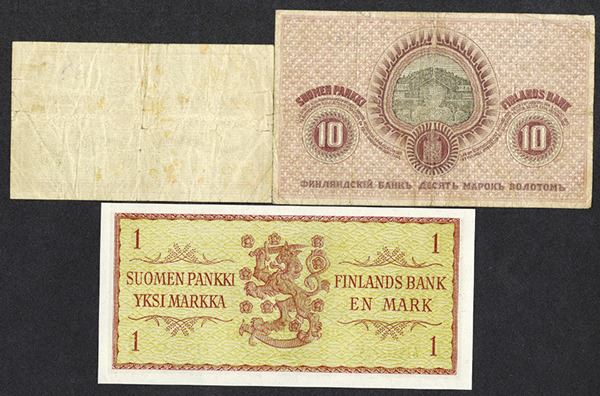 SUOMEN PANKKI
FINLANDS BANK
10
10
ФИНЛЯНДСКІЙ БАНКЪ ДЕСЯТЬ МАРОКЪ ЗОЛОТОМЪ
1
1
SUOMEN PANKKI
YKSI MARKKA
FINLANDS BANK
EN MARK
1
1